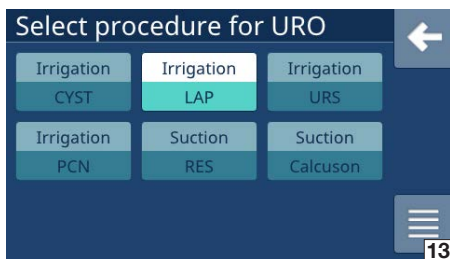 Select procedure for URO
Irrigation Irrigation Irrigation
CYST LAP URS
Irrigation Suction Suction
PCN RES Calcuson
13